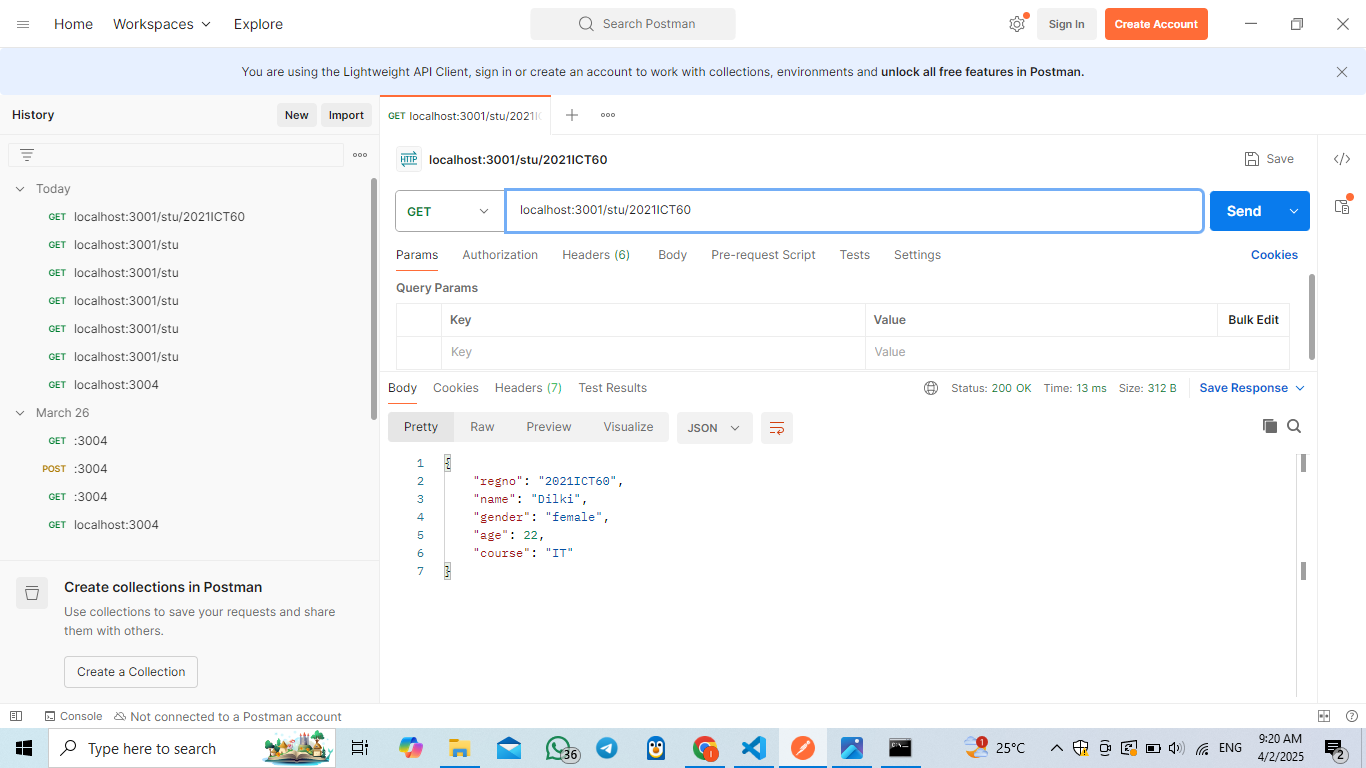 Home Workspaces Explore
Search Postman
Sign In Create Account
You are using the Lightweight API Client, sign in or create an account to work with collections, environments and unlock all free features in Postman.
History New Import
GET localhost:3001/stu/2021IC
HTTP localhost:3001/stu/2021ICT60 Save
GET localhost:3001/stu/2021ICT60 Send
Params Authorization Headers (6) Body Pre-request Script Tests Settings Cookies
Query Params
Key Value Bulk Edit
Key Value
Body Cookies Headers (7) Test Results Status: 200 OK Time: 13 ms Size: 312 B Save Response
Pretty Raw Preview Visualize JSON
1 {
2 "regno": "2021ICT60",
3 "name": "Dilki",
4 "gender": "female",
5 "age": 22,
6 "course": "IT"
7 }
Today
GET localhost:3001/stu/2021ICT60
GET localhost:3001/stu
GET localhost:3001/stu
GET localhost:3001/stu
GET localhost:3001/stu
GET localhost:3001/stu
GET localhost:3004
March 26
GET :3004
POST :3004
GET :3004
GET localhost:3004
Create collections in Postman
Use collections to save your requests and share
them with others.
Create a Collection
Console Not connected to a Postman account
Type here to search
36
1 25°C ENG
9:20 AM
4/2/2025
2